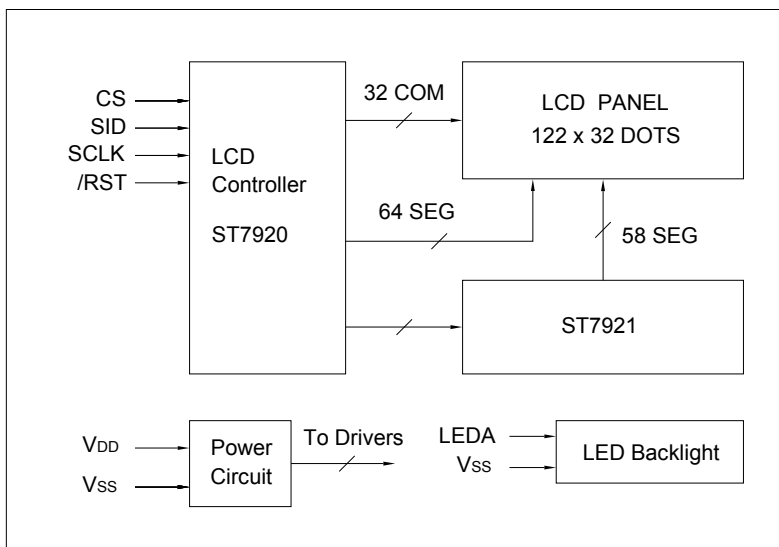 CS
SID
SCLK
/RST
LCD
Controller
ST7920
32 COM
64 SEG
LCD PANEL
122 x 32 DOTS
58 SEG
ST7921
VDD
VSS
Power
Circuit
To Drivers
LEDA
VSS
LED Backlight